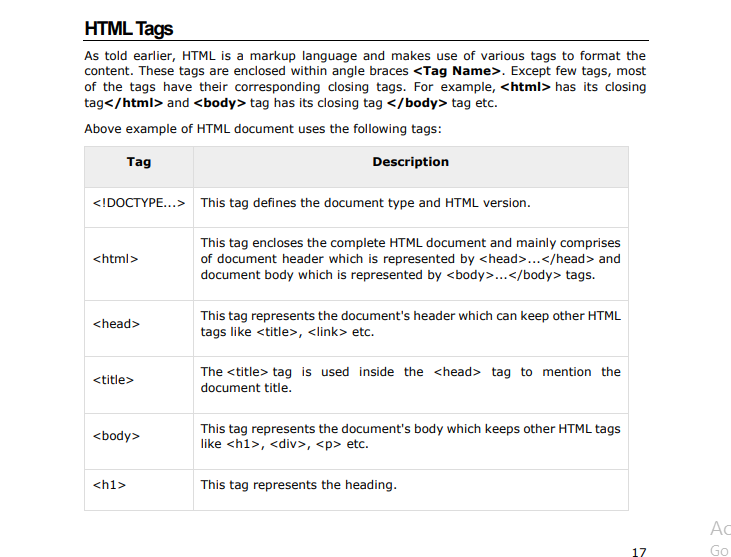 HTML Tags
As told earlier, HTML is a markup language and makes use of various tags to format the
content. These tags are enclosed within angle braces <Tag Name>. Except few tags, most
of the tags have their corresponding closing tags. For example, <html> has its closing
tag</html> and <body> tag has its closing tag </body> tag etc.
Above example of HTML document uses the following tags:
Tag Description
<!DOCTYPE...> This tag defines the document type and HTML version.
This tag encloses the complete HTML document and mainly comprises
<html> of document header which is represented by <head>...</head> and
document body which is represented by <body>...</body> tags.
<head>
This tag represents the document's header which can keep other HTML
tags like <title>, <link> etc.
<title>
The <title> tag is used inside the <head> tag to mention the
document title.
<body>
This tag represents the document's body which keeps other HTML tags
like <h1>, <div>, <p> etc.
<h1> This tag represents the heading.
Ac
Go
17